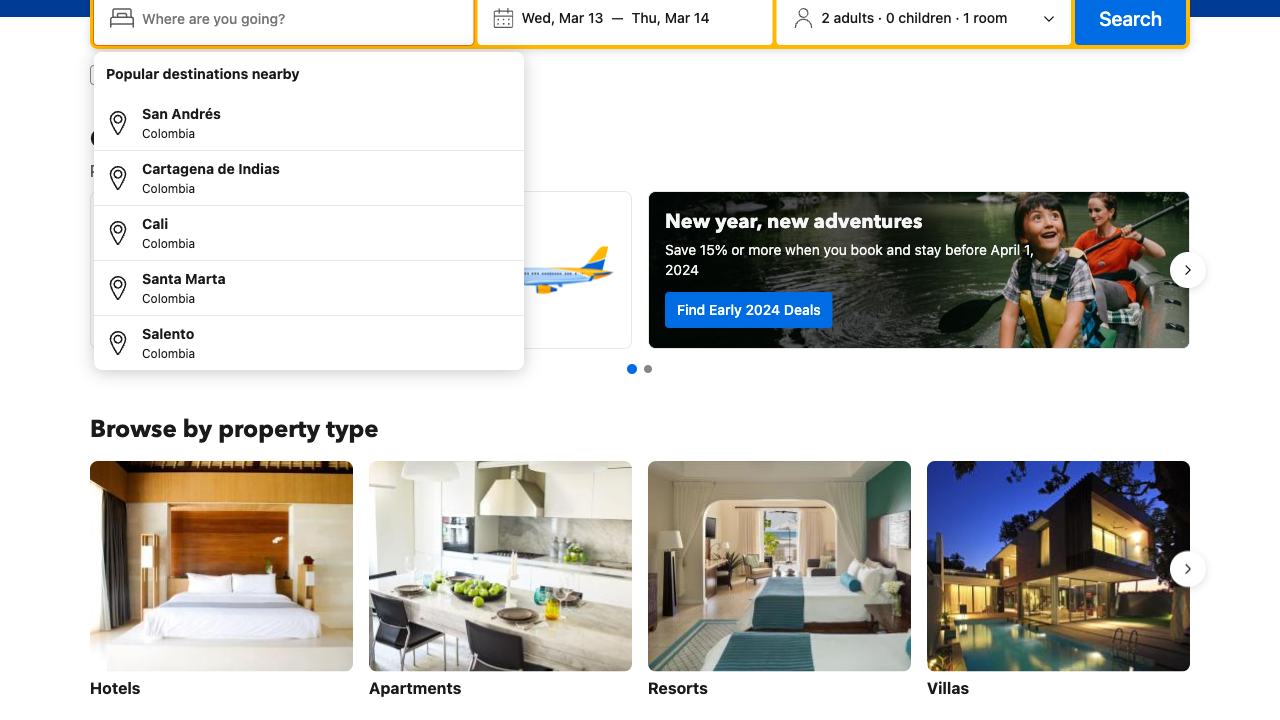 Where are you going?
Wed, Mar 13 — Thu, Mar 14
2 adults · 0 children · 1 room
Search
Popular destinations nearby
San Andrés
Colombia
Cartagena de Indias
Colombia
Cali
Colombia
Santa Marta
Colombia
Salento
Colombia
New year, new adventures
Save 15% or more when you book and stay before April 1,
2024
Find Early 2024 Deals
Browse by property type
Hotels
Apartments
Resorts
Villas